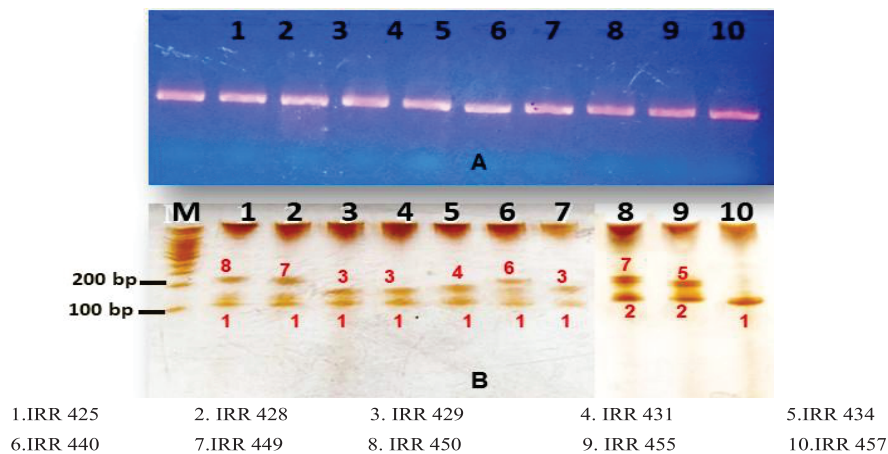 1 2 3 4 5 6 7 8 9 10
A
M 1 2 3 4 5 6 7 8 9 10
8 7 3 3 4 6 3 7 5
200 bp
100 bp
1 1 1 1 1 1 1 2 2 1
B
1.IRR 425 2. IRR 428 3. IRR 429 4. IRR 431 5.IRR 434
6.IRR 440 7.IRR 449 8. IRR 450 9. IRR 455 10.IRR 457